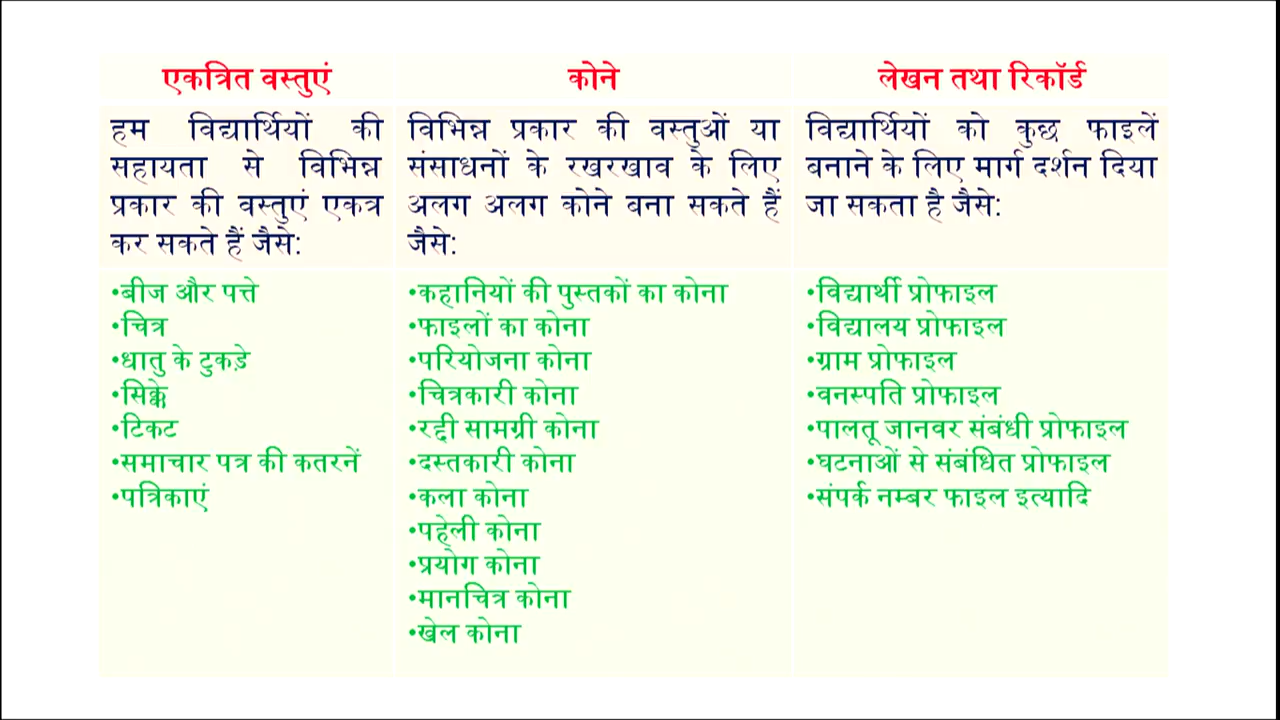 एकत्रित वस्तुएं
हम विद्यार्थियों की
सहायता से विभिन्न
प्रकार की वस्तुएं एकत्र
कर सकते हैं जैसे:
•बीज और पत्ते
•चित्र
•धातु के टुकड़े
•सिक्के
•टिकट
•समाचार पत्र की कतरनें
•पत्रिकाएं
कोने
विभिन्न प्रकार की वस्तुओं या
संसाधनों के रखरखाव के लिए
अलग अलग कोने बना सकते हैं
जैसे:
•कहानियों की पुस्तकों का कोना
•फाइलों का कोना
•परियोजना कोना
•चित्रकारी कोना
•रद्दी सामग्री कोना
•दस्तकारी कोना
•कला कोना
•पहेली कोना
•प्रयोग कोना
•मानचित्र कोना
•खेल कोना
लेखन तथा रिकॉर्ड
विद्यार्थियों को कुछ फाइलें
बनाने के लिए मार्ग दर्शन दिया
जा सकता है जैसे:
•विद्यार्थी प्रोफाइल
•विद्यालय प्रोफाइल
•ग्राम प्रोफाइल
•वनस्पति प्रोफाइल
•पालतू जानवर संबंधी प्रोफाइल
•घटनाओं से संबंधित प्रोफाइल
•संपर्क नम्बर फाइल इत्यादि